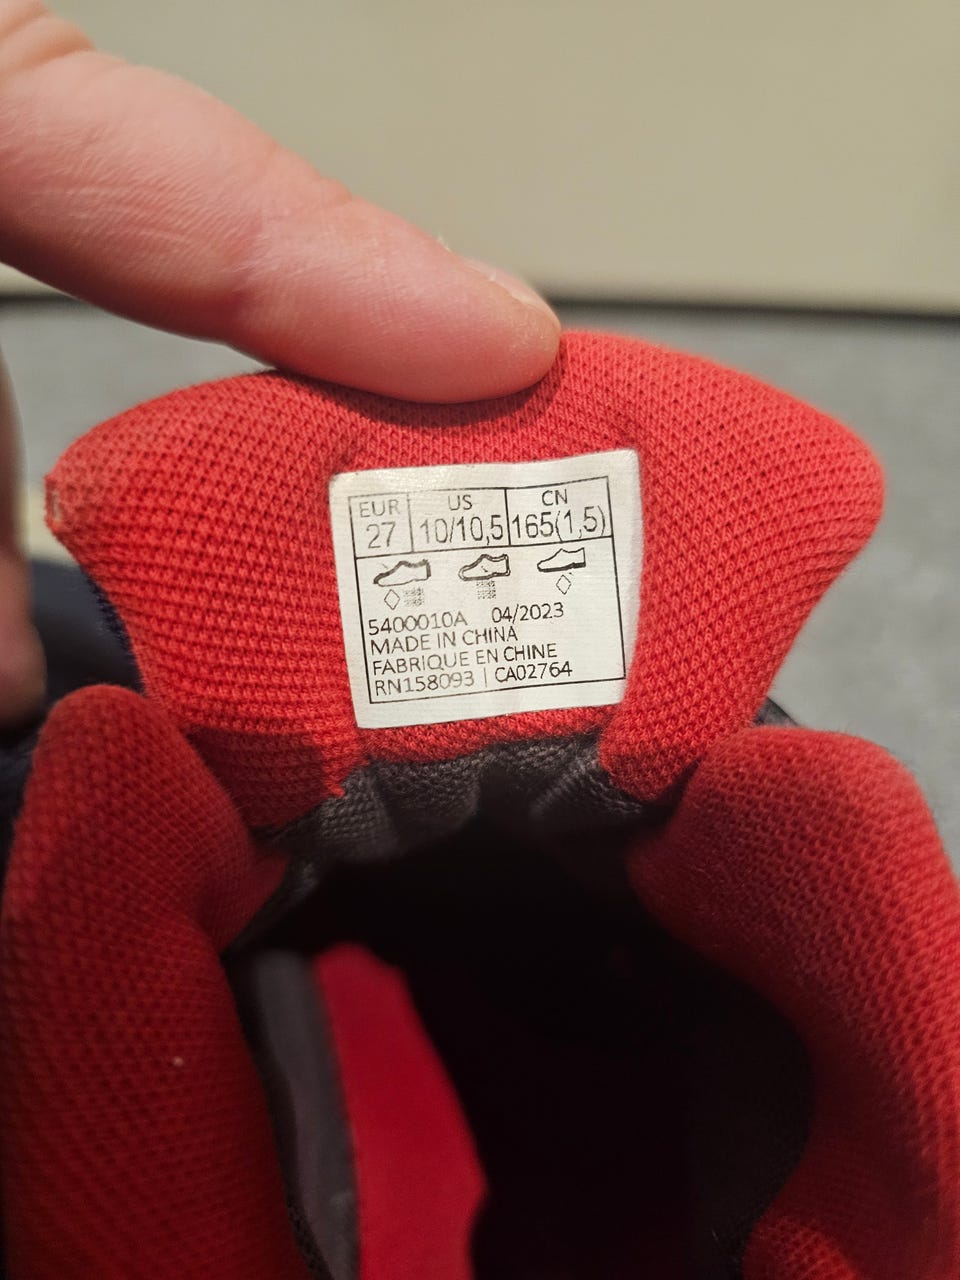 EUR US CN
27 10/10,5 165(1,5)
5400010A 04/2023
MADE IN CHINA
FABRIQUE EN CHINE
RN158093 | CA02764